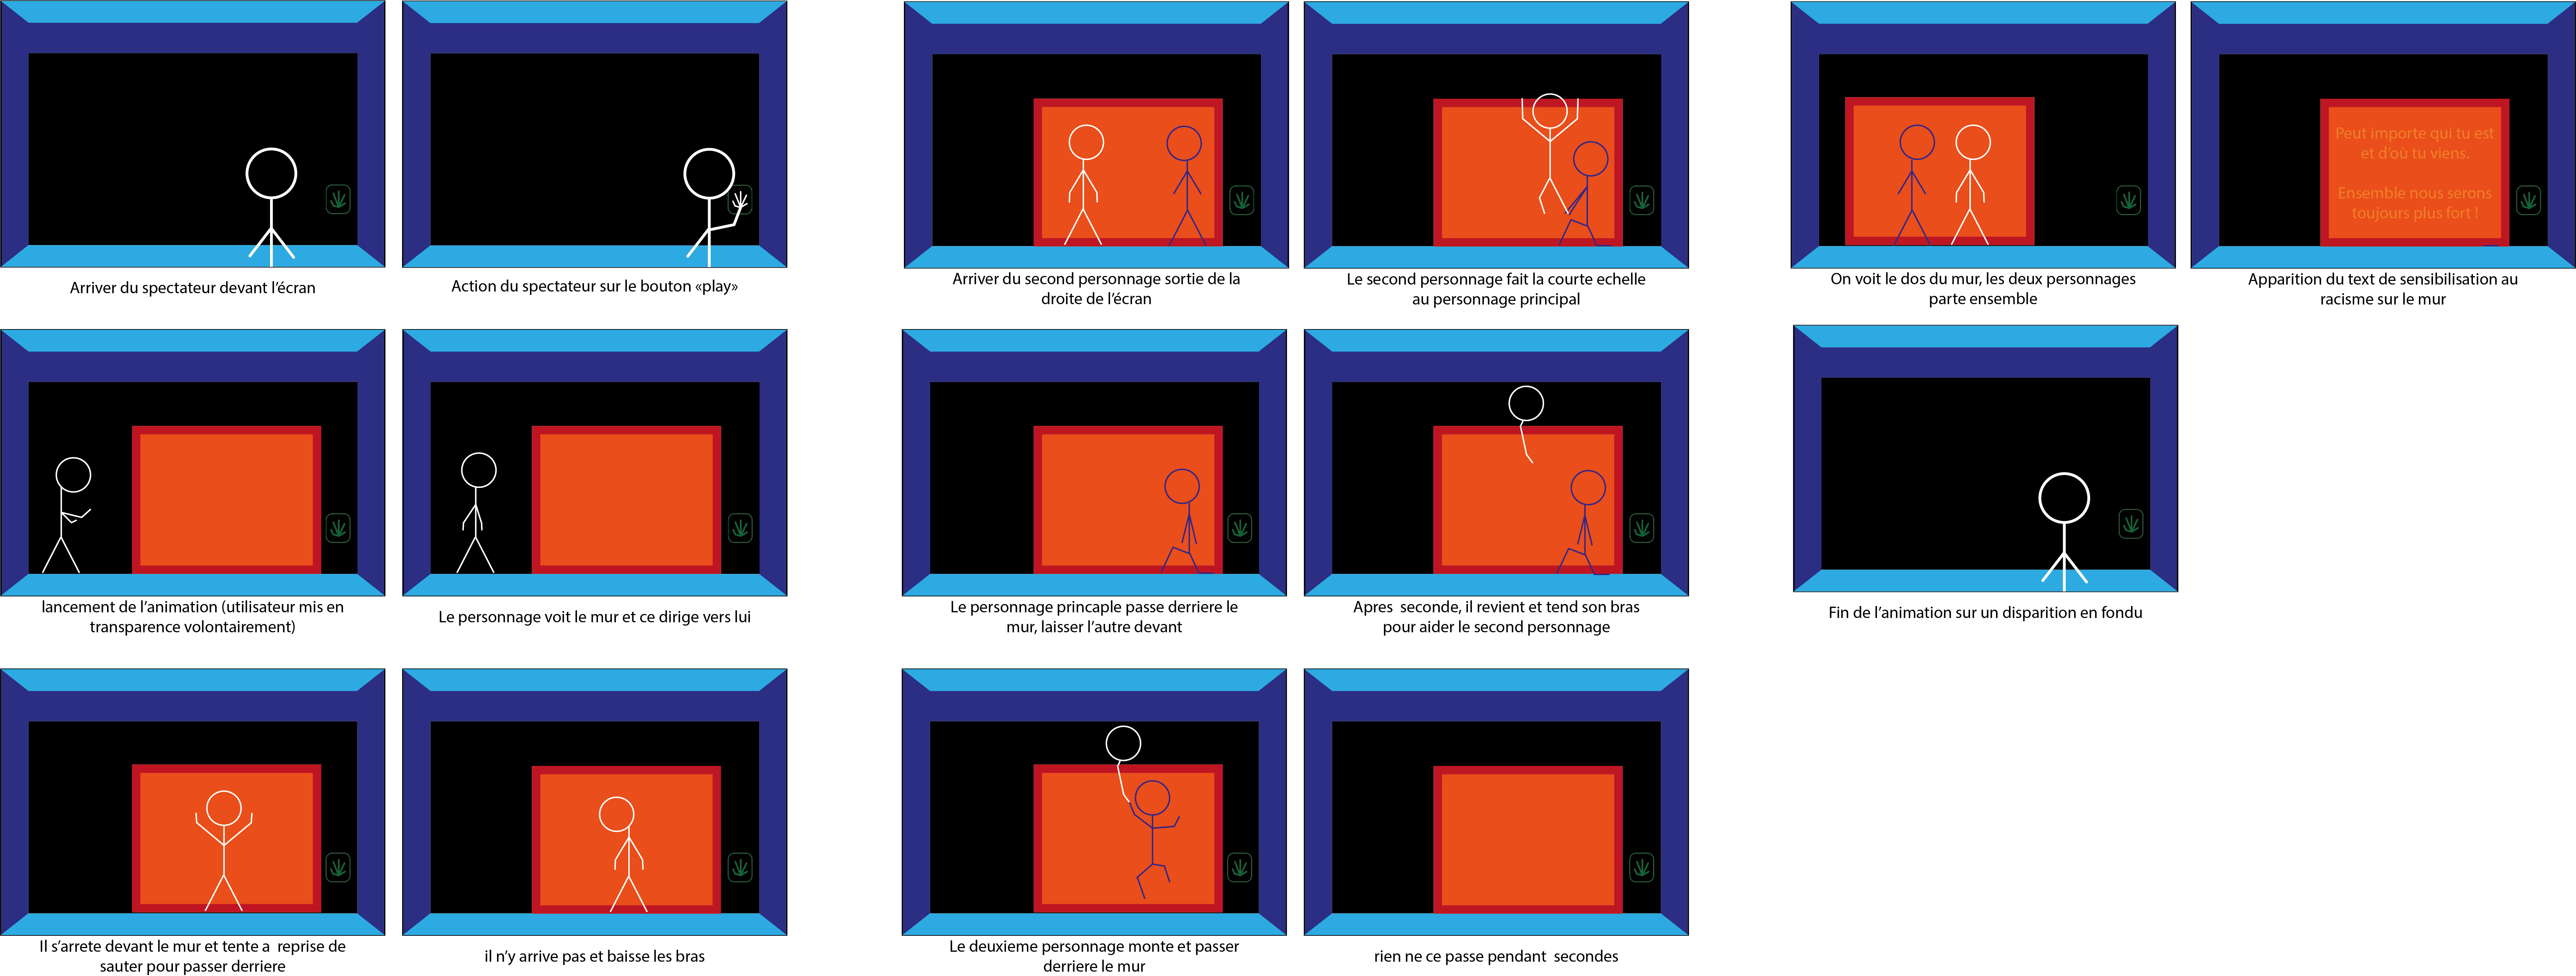 Arriver du spectateur devant l'écran
Action du spectateur sur le bouton «play»
lancement de l'animation (utilisateur mis en
transparence volontairement)
Le personnage voit le mur et ce dirige vers lui
Il s'arrete devant le mur et tente a  reprise de
sauter pour passer derriere
il n'y arrive pas et baisse les bras
Arriver du second personnage sortie de la
droite de l'écran
Le second personnage fait la courte echelle
au personnage principal
Le personnage princaple passe derriere le
mur, laisser l'autre devant
Apres  seconde, il revient et tend son bras
pour aider le second personnage
Le deuxieme personnage monte et passer
derriere le mur
rien ne ce passe pendant  secondes
On voit le dos du mur, les deux personnages
parte ensemble
Peut importe qui tu est
et d'où tu viens.
Ensemble nous serons
toujours plus fort !
Apparition du text de sensibilisation au
racisme sur le mur
Fin de l'animation sur un disparition en fondu